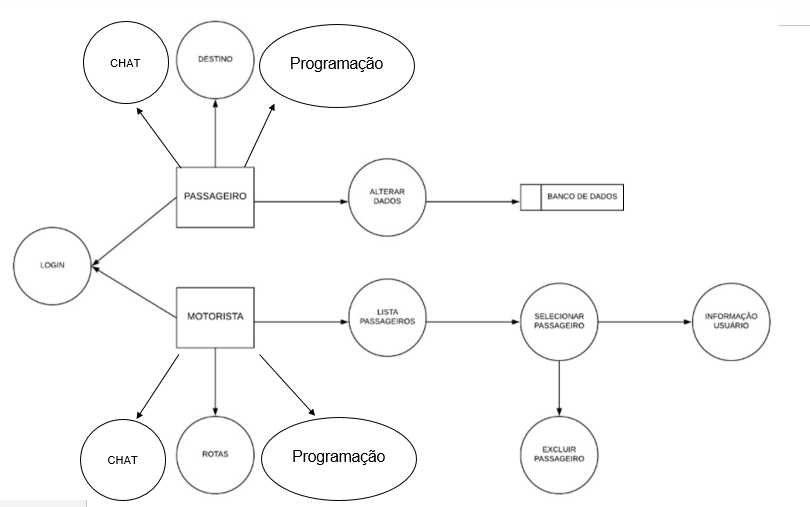 CHAT
DESTINO
Programação
PASSAGEIRO
ALTERAR
DADOS
BANCO DE DADOS
LOGIN
MOTORISTA
LISTA
PASSAGEIROS
SELECIONAR
PASSAGEIRO
INFORMAÇÃO
USUÁRIO
CHAT
ROTAS
Programação
EXCLUIR
PASSAGEIRO